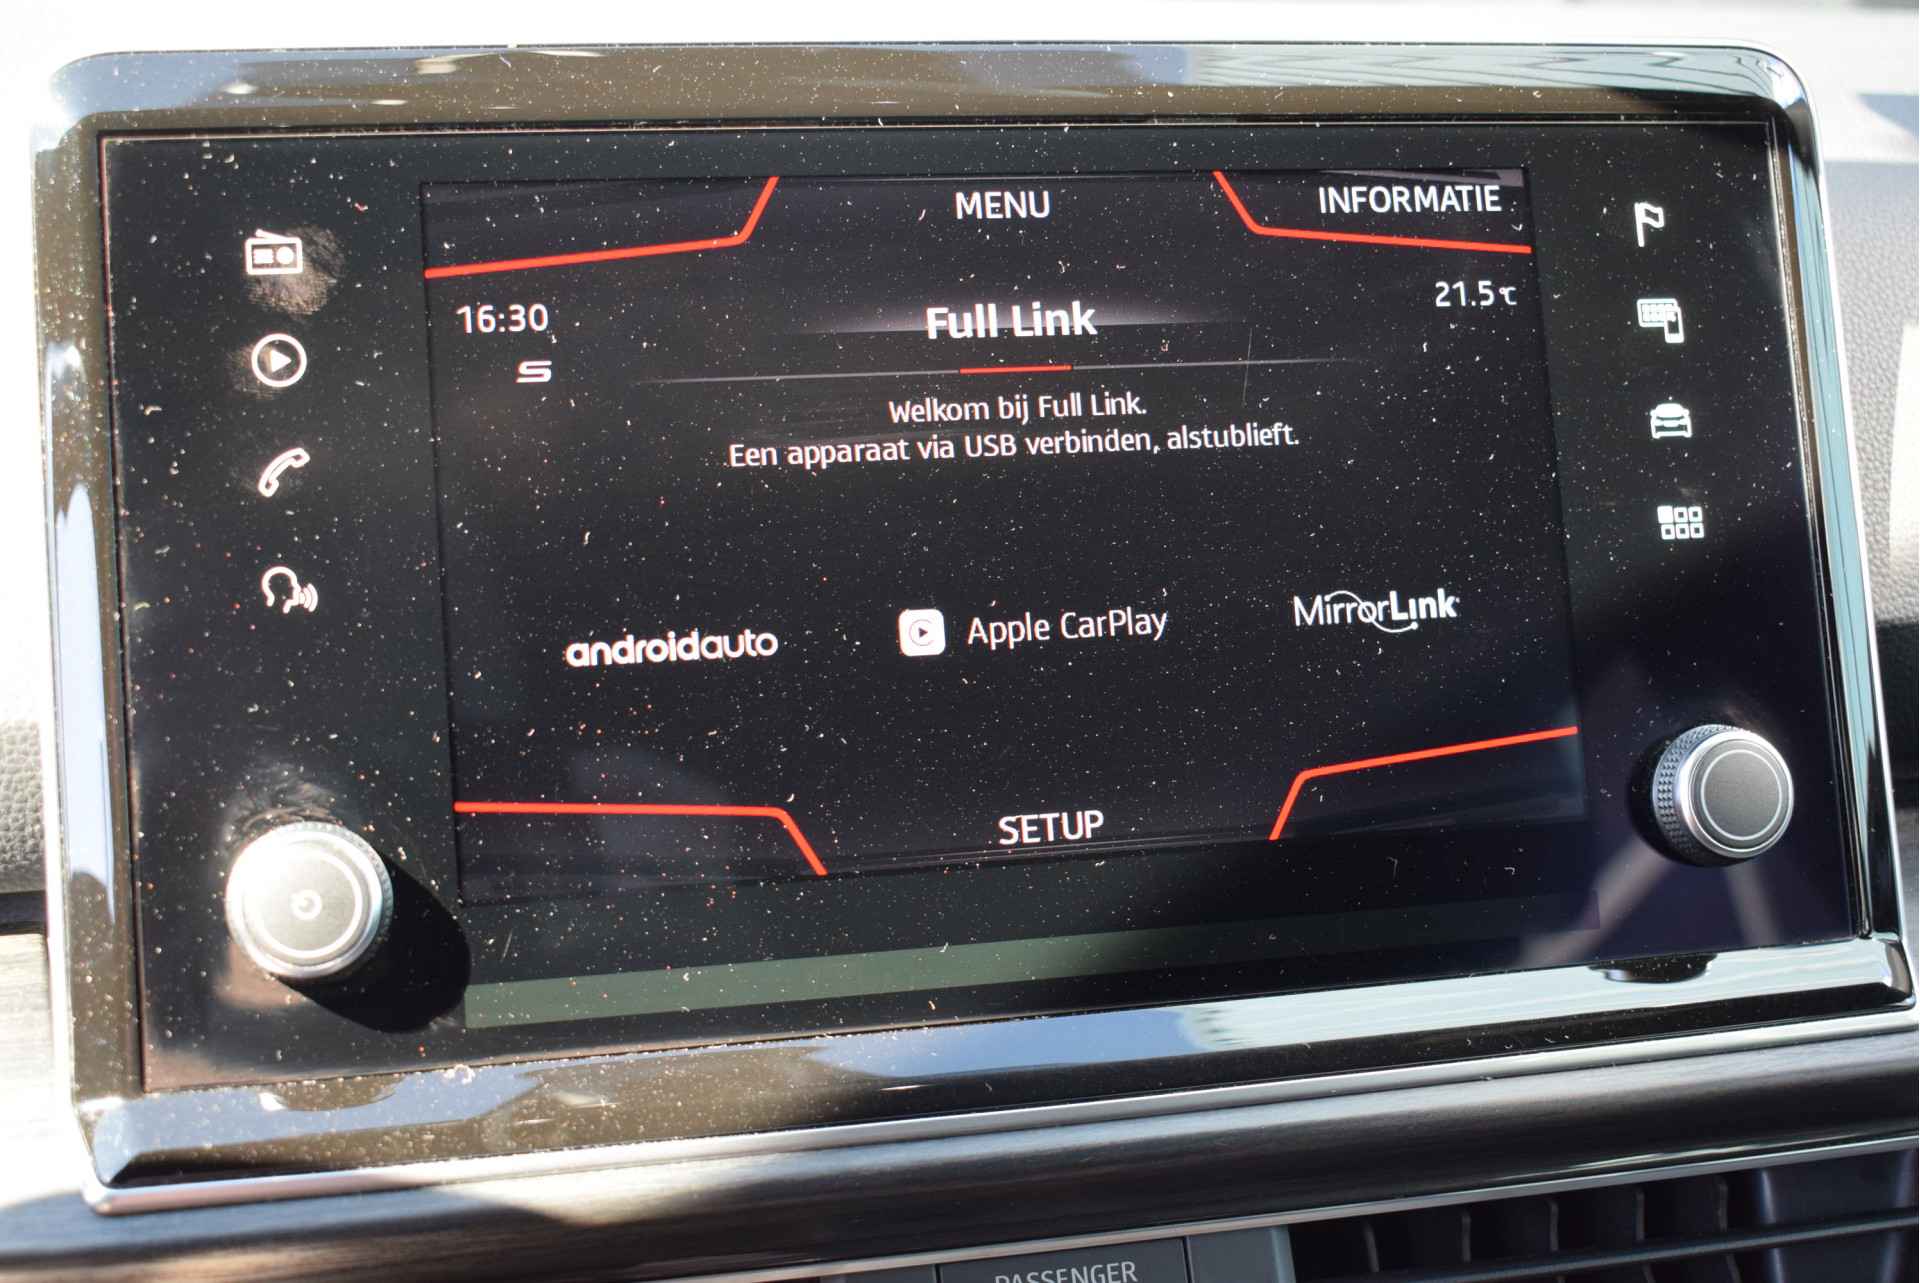 MENU
INFORMATIE
16:30
21.5℃
Full Link
Welkom bij Full Link.
Een apparaat via USB verbinden, alstublieft.
androidauto
Apple CarPlay
MirrorLink
SETUP
PASSENGER